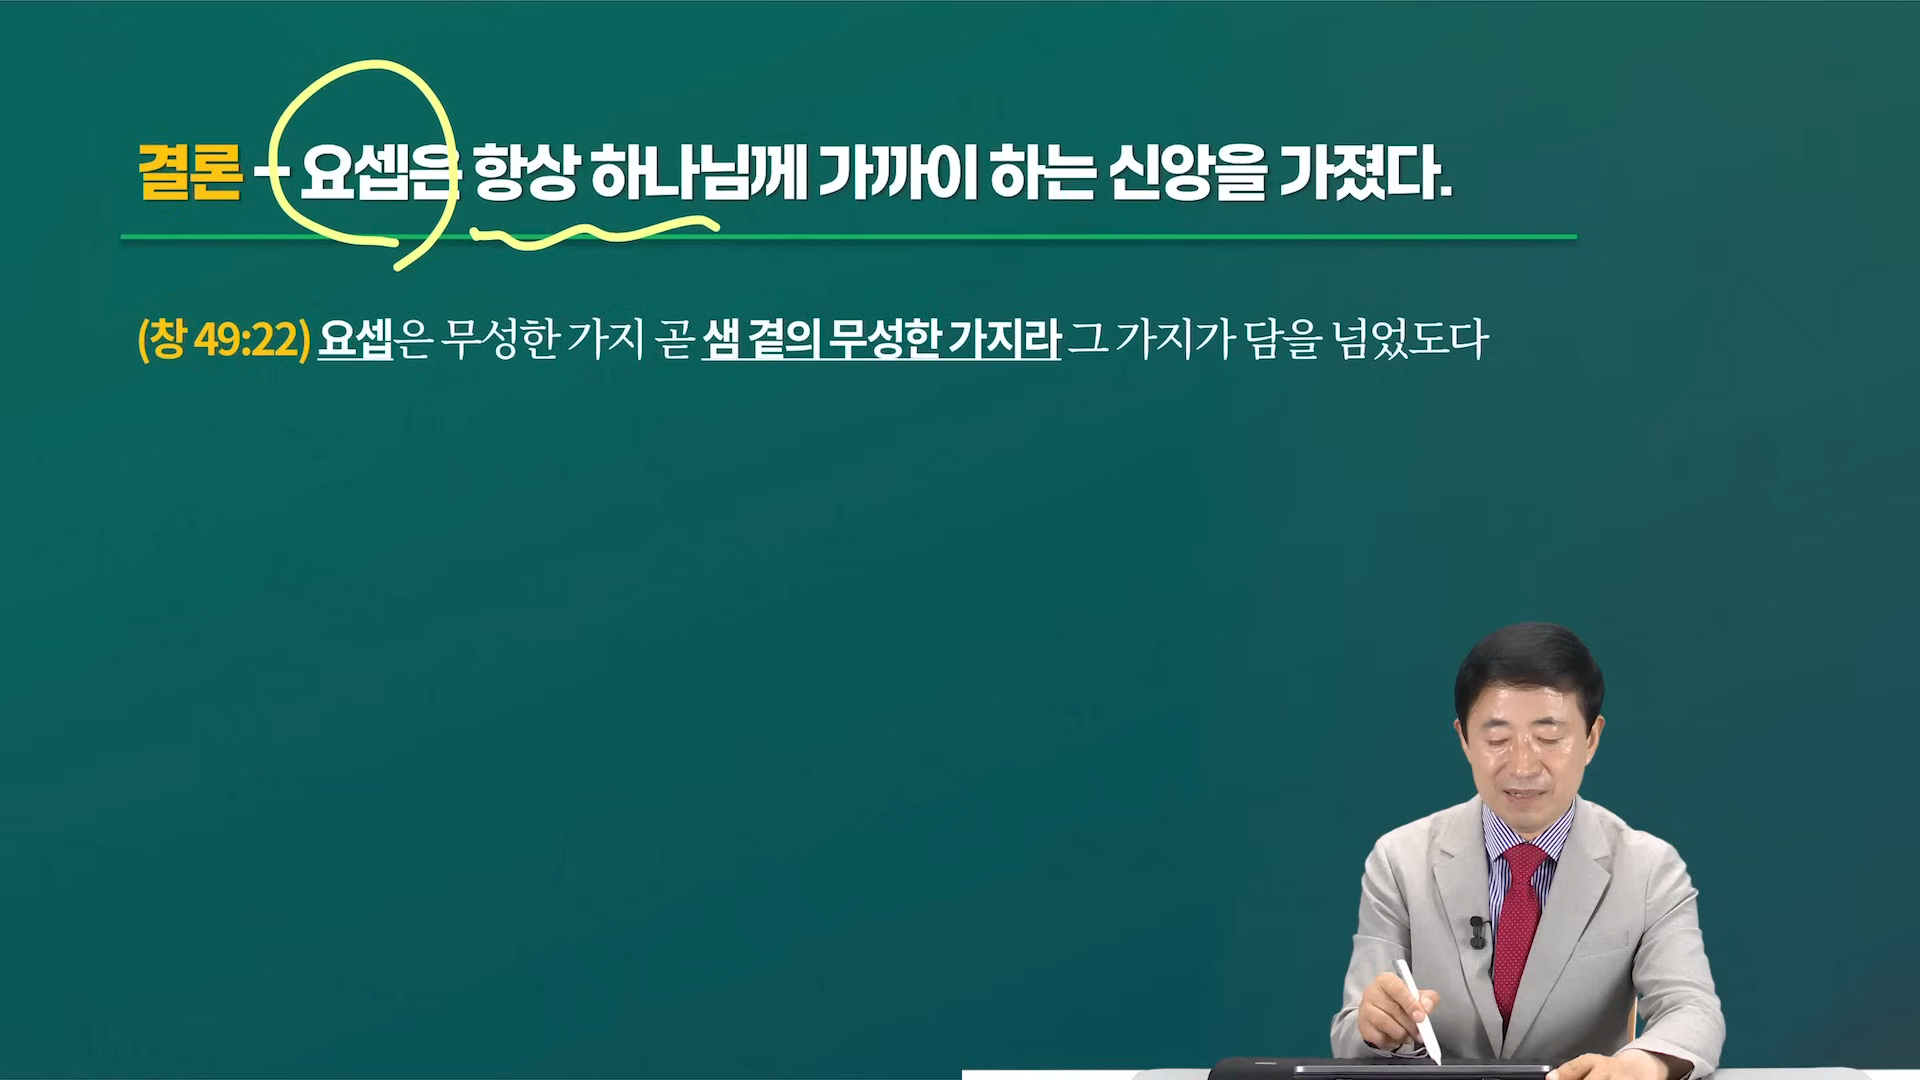 결론 - 요셉은 항상 하나님께 가까이 하는 신앙을 가졌다.
(창 49:22) 요셉은 무성한 가지 곧 샘 곁의 무성한 가지라 그 가지가 담을 넘었도다